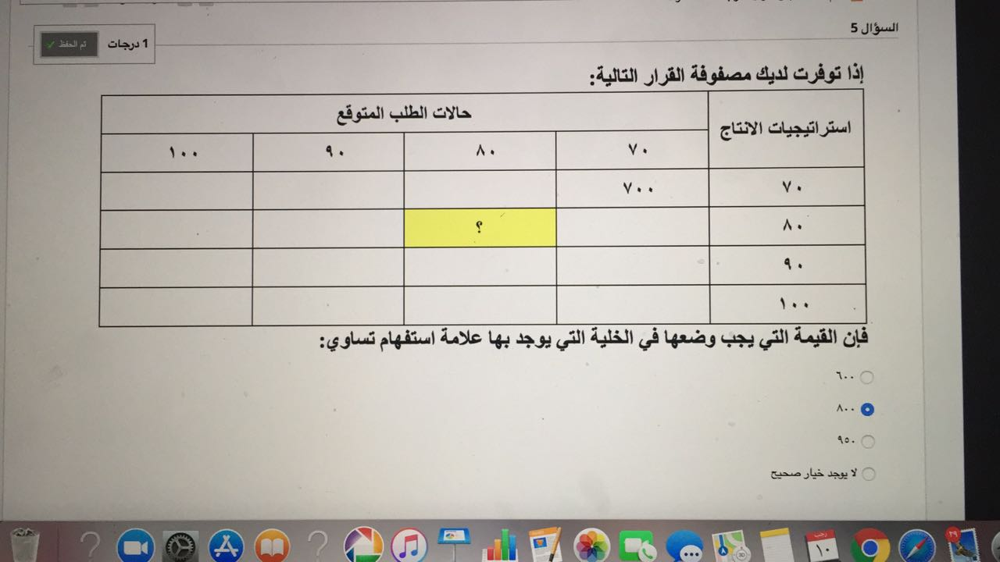 السؤال 5
1 درجات
تم الحفظ
إذا توفرت لديك مصفوفة القرار التالية:
استراتيجيات الانتاج
حالات الطلب المتوقع
٧٠ ٨٠ ٩٠ ١٠٠
٧٠ ٧٠٠
٨٠ ؟
٩٠
١٠٠
فإن القيمة التي يجب وضعها في الخلية التي يوجد بها علامة استفهام تساوي:
٦٠٠
٨٠٠
٩٥٠
لا يوجد خيار صحيح
رجب
١٠